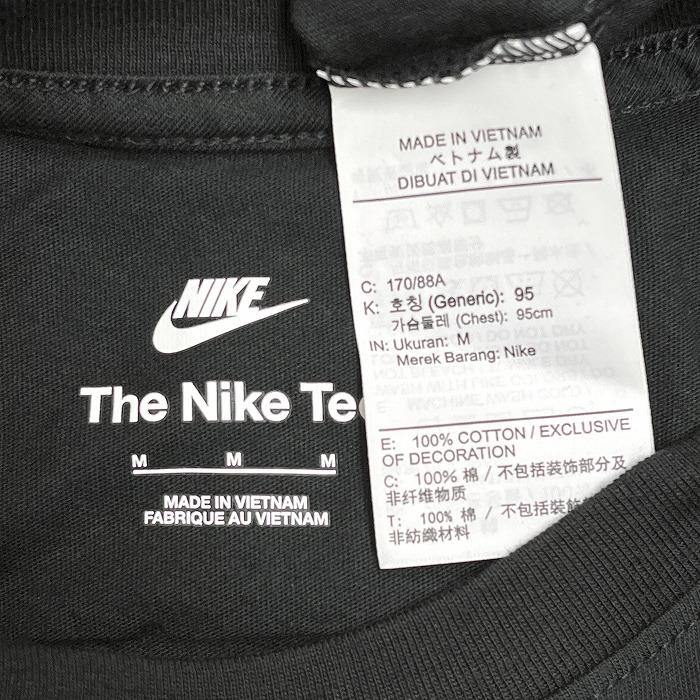 NIKE
The Nike Te
M M M
MADE IN VIETNAM
FABRIQUE AU VIETNAM
MADE IN VIETNAM
ベトナム製
DIBUAT DI VIETNAM
C: 170/88A
K: 호칭 (Generic): 95
가슴둘레 (Chest): 95cm
IN: Ukuran: M
Merek Barang: Nike
E: 100% COTTON / EXCLUSIVE
OF DECORATION
C: 100% 棉 / 不包括装饰部分及
非纤维物质
T: 100% 棉 / 不包括裝飾
非紡織材料